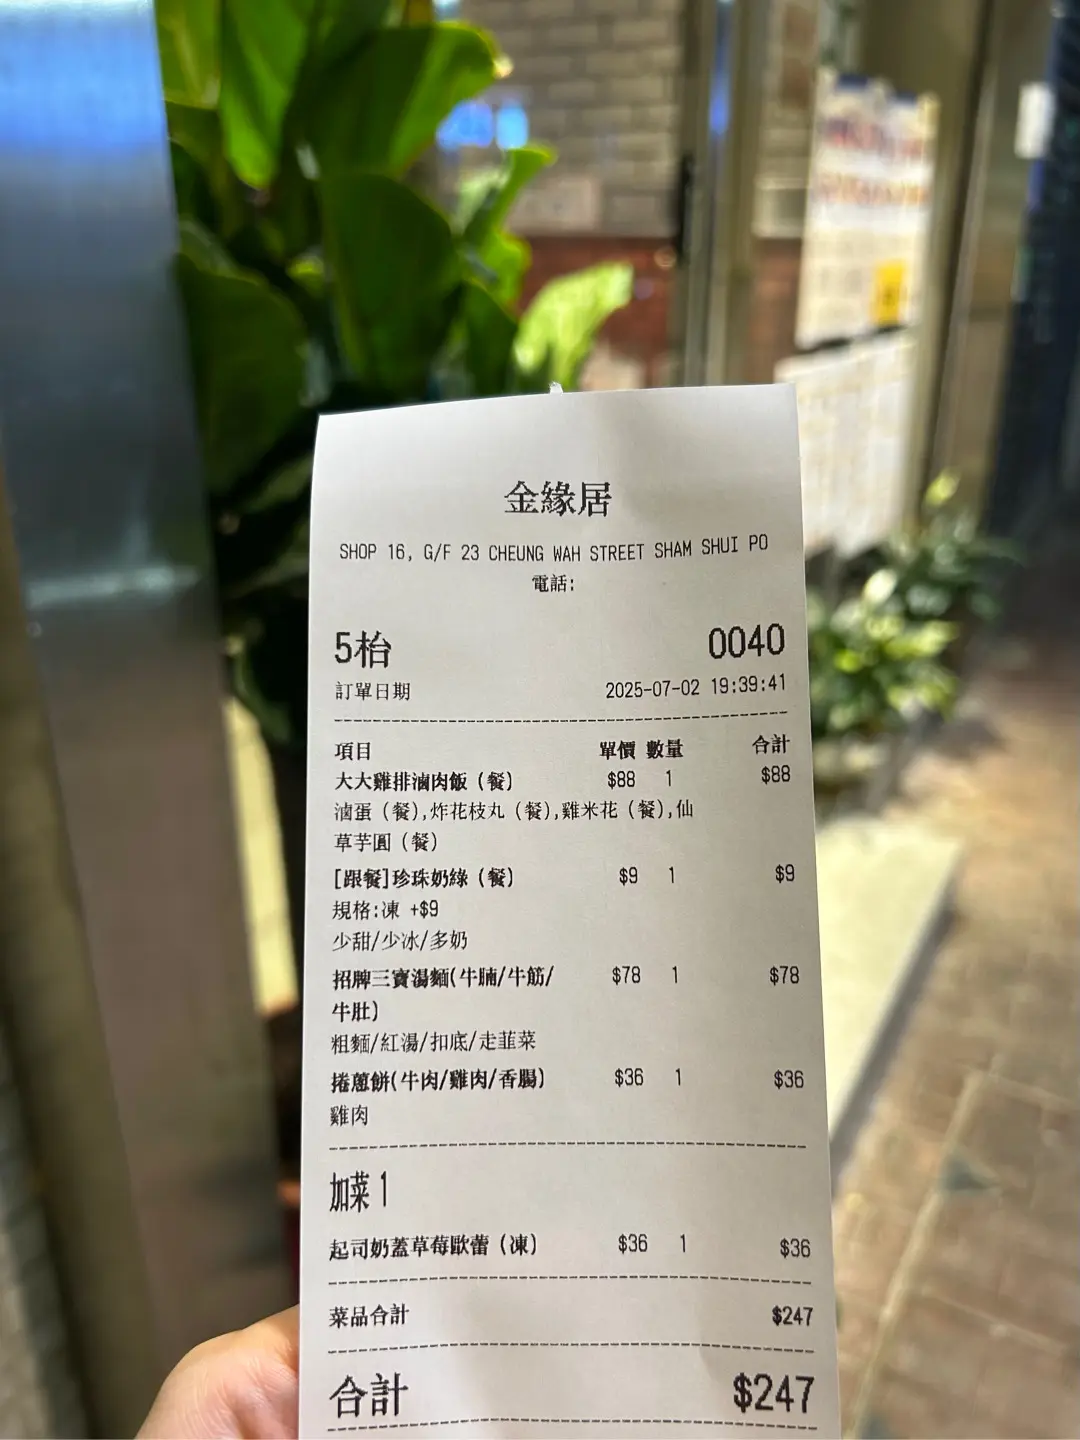 金緣居
SHOP 16, G/F 23 CHEUNG WAH STREET SHAM SHUI PO
電話:
5枱 0040
訂單日期 2025-07-02 19:39:41
項目 單價 數量 合計
大大雞排滷肉飯（餐） $88 1 $88
滷蛋（餐）,炸花枝丸（餐）,雞米花（餐）,仙
草芋圓（餐）
[跟餐]珍珠奶綠（餐） $9 1 $9
規格:凍 +$9
少甜/少冰/多奶
招牌三寶湯麵(牛腩/牛筋/ $78 1 $78
牛肚)
粗麵/紅湯/扣底/走韮菜
捲蔥餅(牛肉/雞肉/香腸) $36 1 $36
雞肉
加菜 1
起司奶蓋草莓歐蕾（凍） $36 1 $36
菜品合計 $247
合計 $247